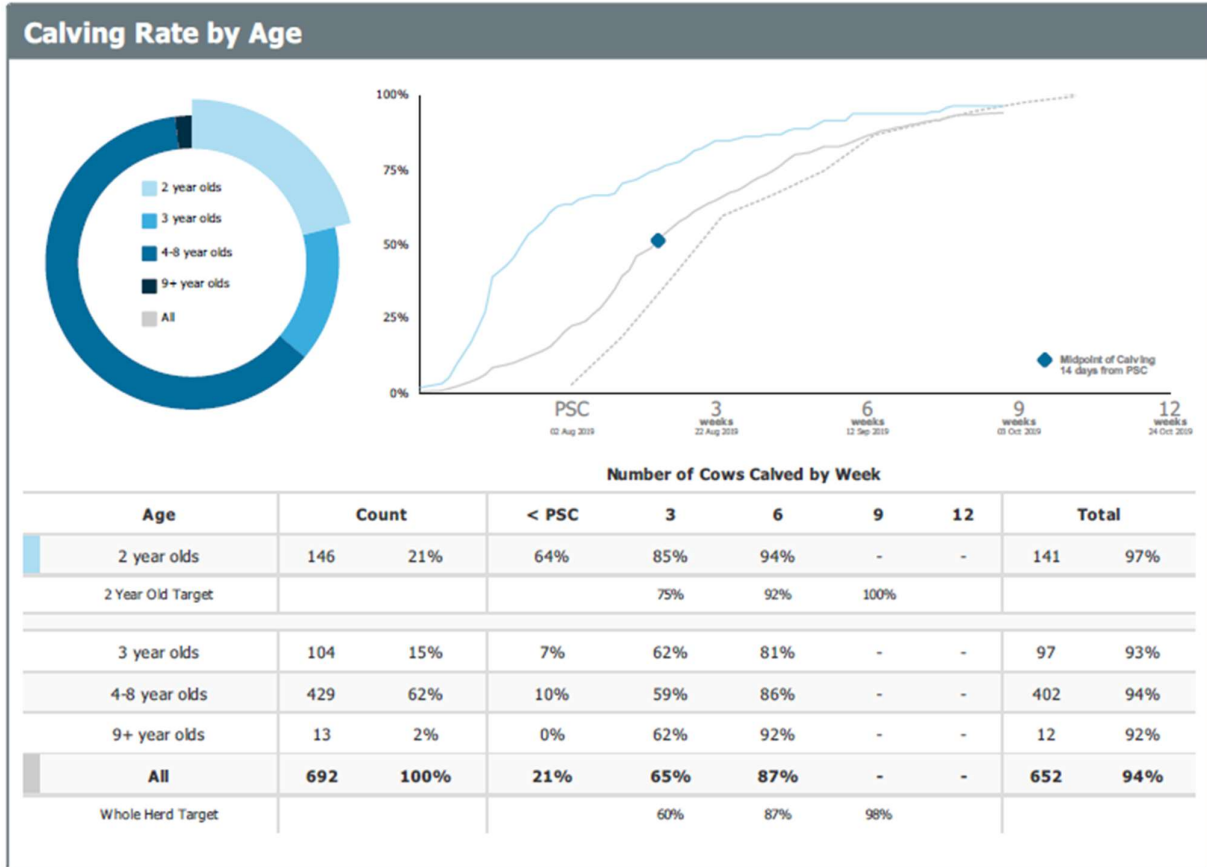 Calving Rate by Age
2 year olds
3 year olds
4-8 year olds
9+ year olds
All
100%
75%
50%
25%
0%
Midpoint of Calving
14 days from PSC
PSC 3 6 9 12
weeks weeks weeks weeks
02 Aug 2019 22 Aug 2019 12 Sep 2019 03 Oct 2019 24 Oct 2019
Number of Cows Calved by Week
Age Count < PSC 3 6 9 12 Total
2 year olds 146 21% 64% 85% 94% - - 141 97%
2 Year Old Target 75% 92% 100%
3 year olds 104 15% 7% 62% 81% - - 97 93%
4-8 year olds 429 62% 10% 59% 86% - - 402 94%
9+ year olds 13 2% 0% 62% 92% - - 12 92%
All 692 100% 21% 65% 87% - - 652 94%
Whole Herd Target 60% 87% 98%